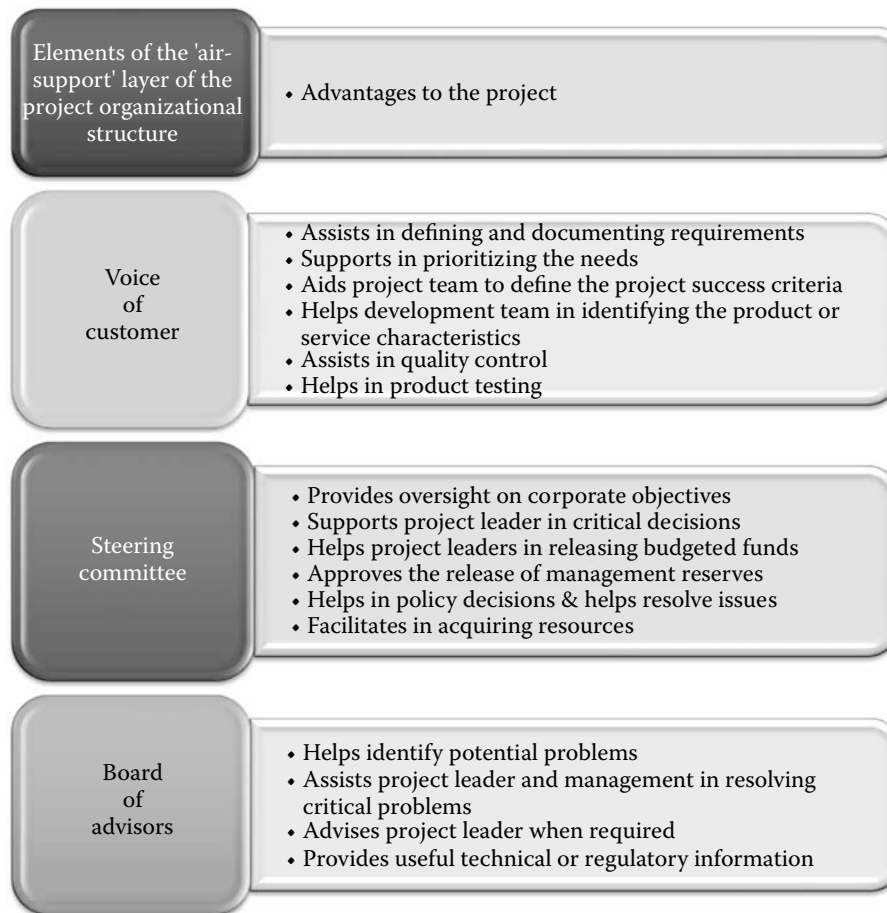 Elements of the 'air-
support' layer of the
project organizational
structure
• Advantages to the project
Voice
of
customer
• Assists in defining and documenting requirements
• Supports in prioritizing the needs
• Aids project team to define the project success criteria
• Helps development team in identifying the product or
service characteristics
• Assists in quality control
• Helps in product testing
Steering
committee
• Provides oversight on corporate objectives
• Supports project leader in critical decisions
• Helps project leaders in releasing budgeted funds
• Approves the release of management reserves
• Helps in policy decisions & helps resolve issues
• Facilitates in acquiring resources
Board
of
advisors
• Helps identify potential problems
• Assists project leader and management in resolving
critical problems
• Advises project leader when required
• Provides useful technical or regulatory information